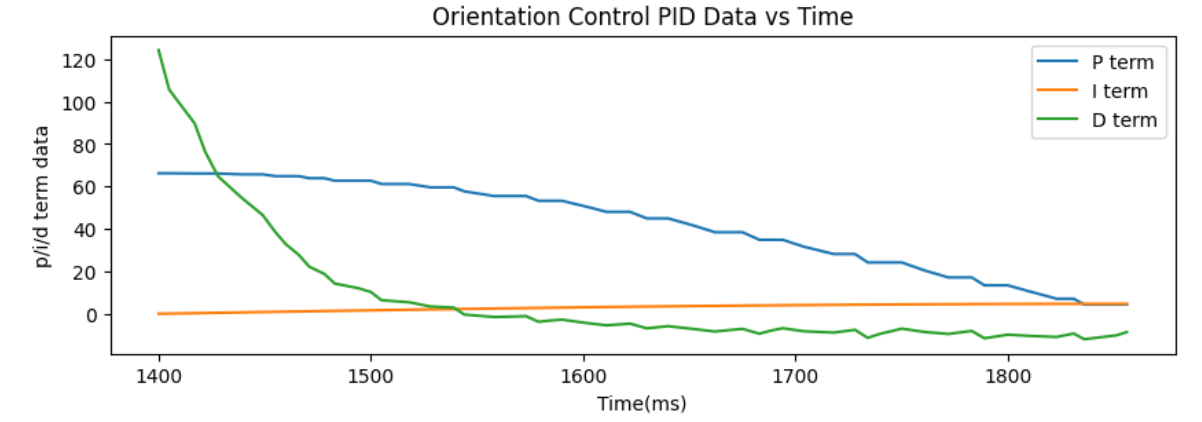 Orientation Control PID Data vs Time
P term
I term
D term
120
100
80
60
40
20
0
p/i/d term data
1400 1500 1600 1700 1800
Time(ms)